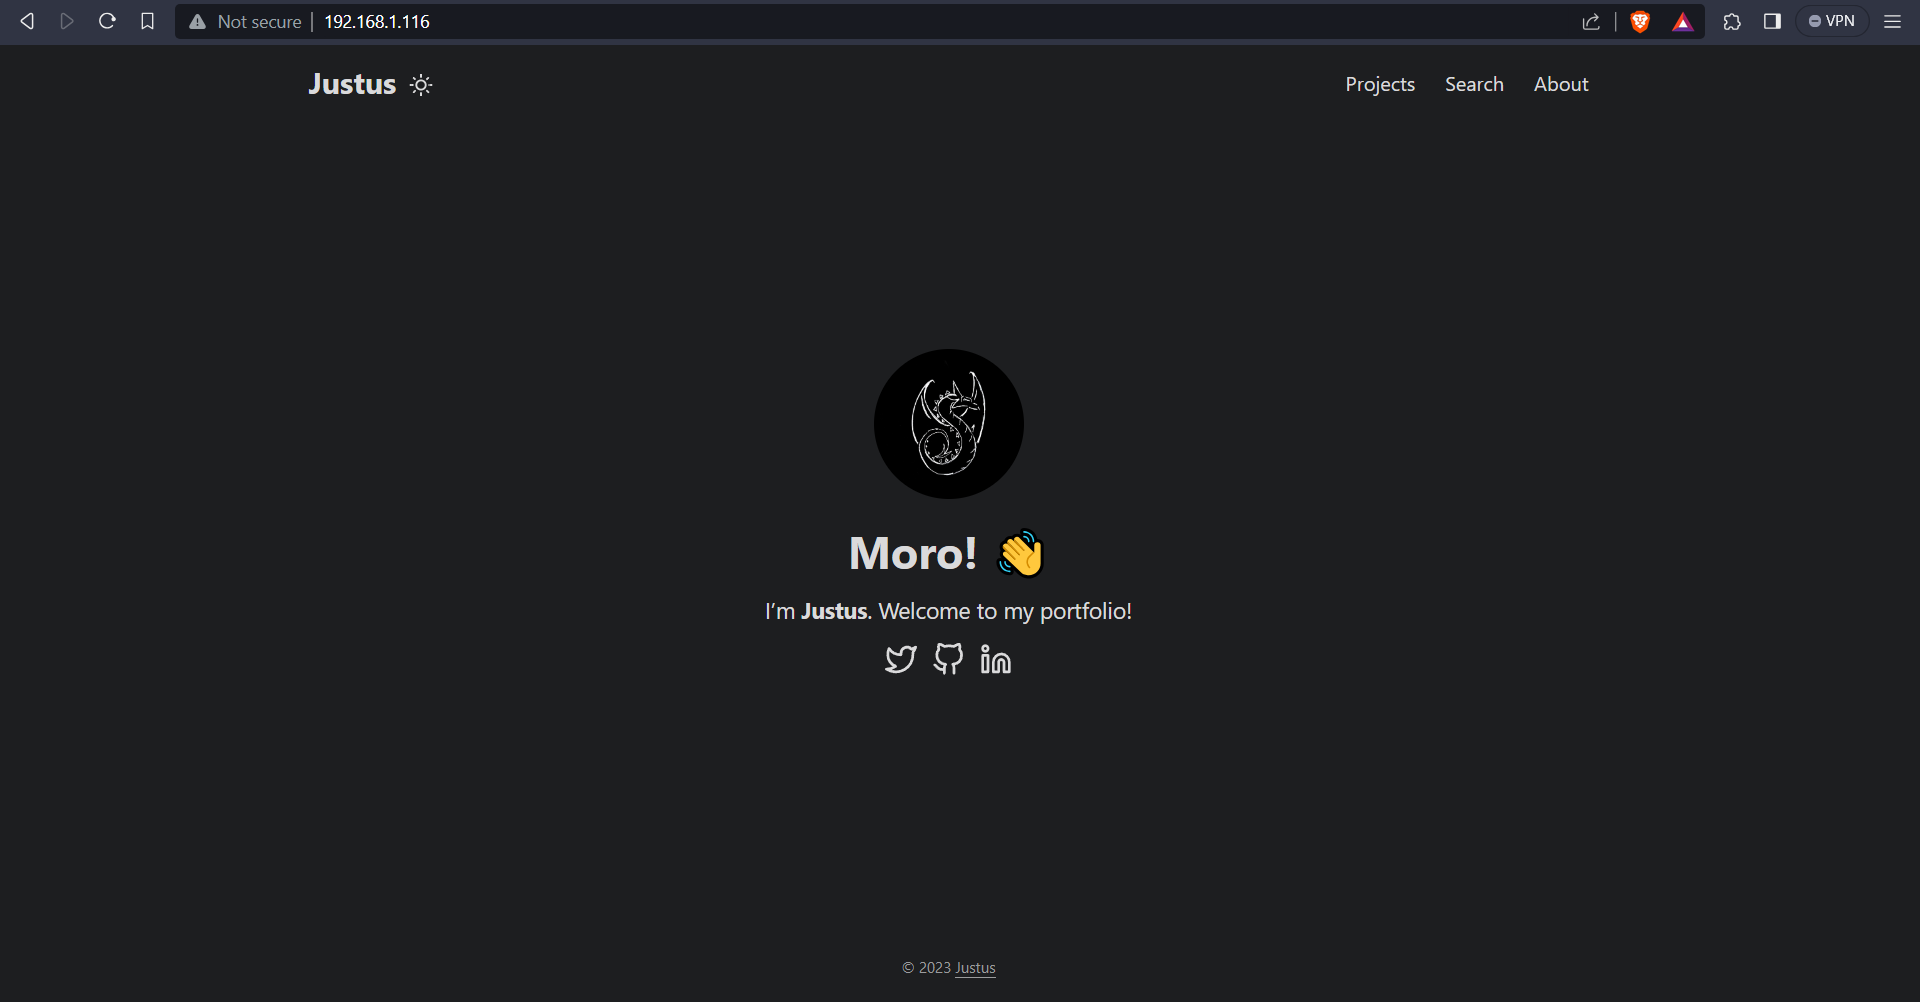 Not secure | 192.168.1.116
VPN
Justus
Projects Search About
Moro! 👋
I’m Justus. Welcome to my portfolio!
© 2023 Justus